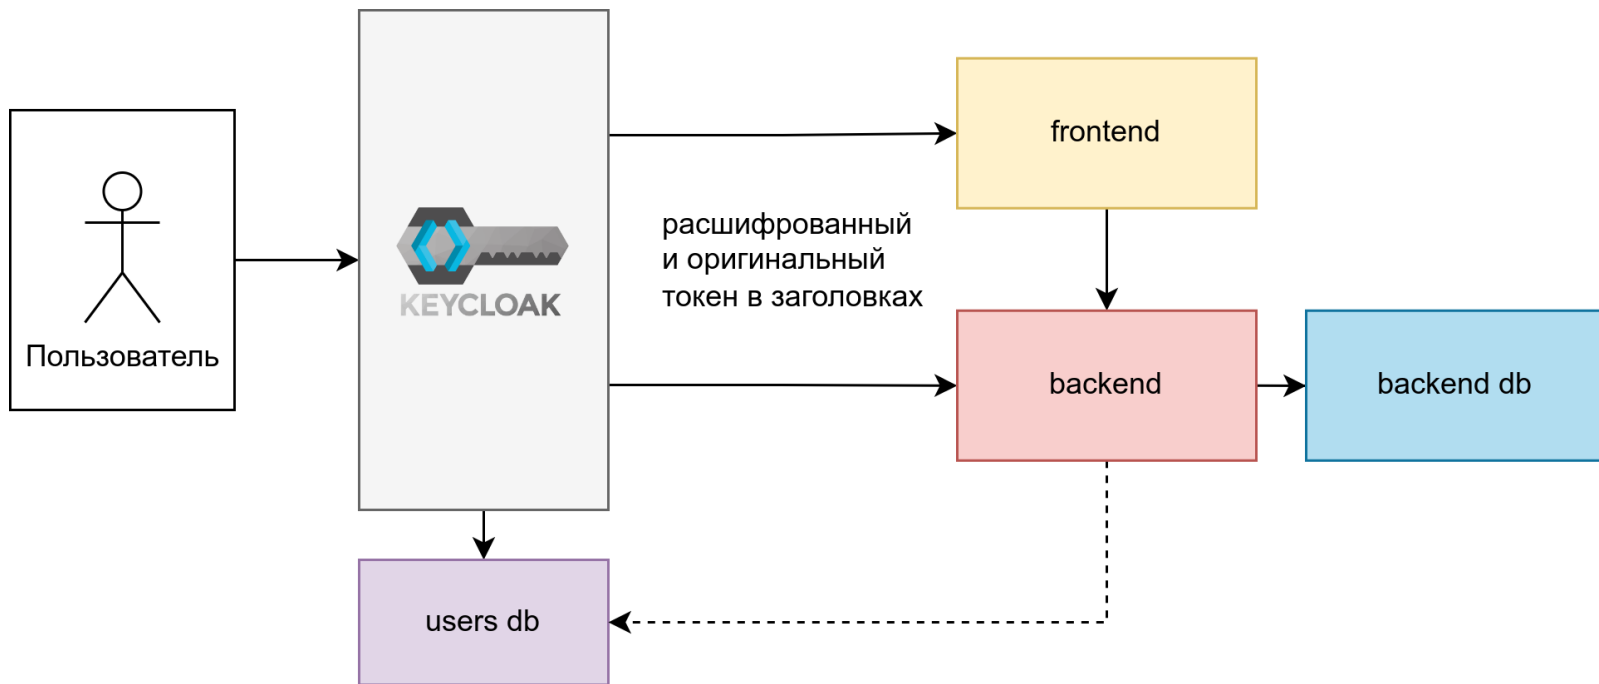 Пользователь
KEYCLOAK
users db
расшифрованный
и оригинальный
токен в заголовках
frontend
backend
backend db